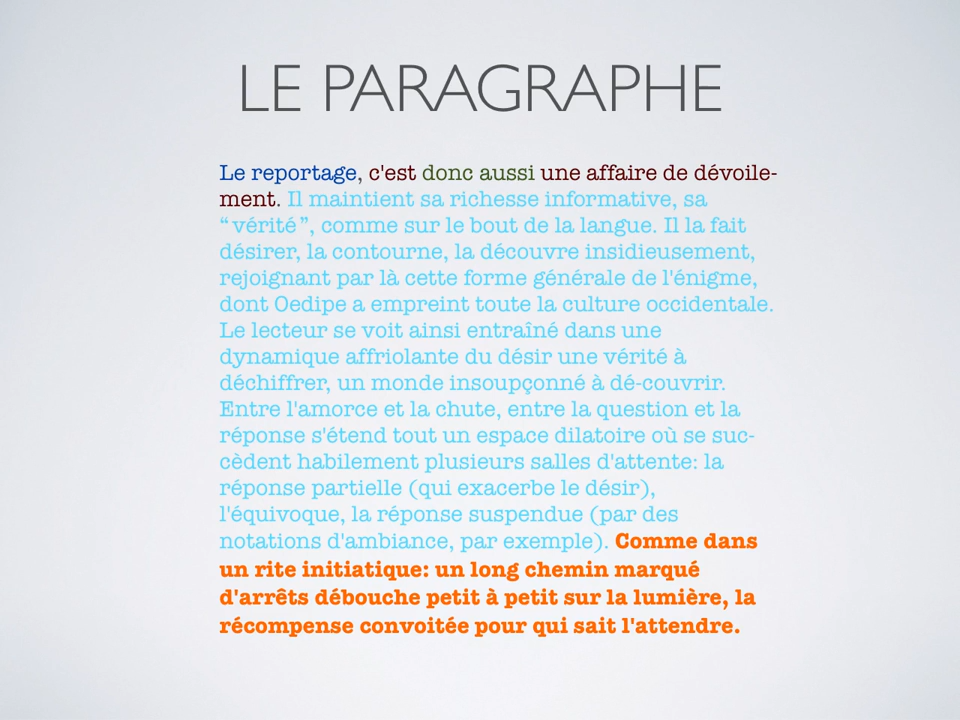 LE PARAGRAPHE
Le reportage, c'est donc aussi une affaire de dévoile-
ment. Il maintient sa richesse informative, sa
“vérité”, comme sur le bout de la langue. Il la fait
désirer, la contourne, la découvre insidieusement,
rejoignant par là cette forme générale de l'énigme,
dont Oedipe a empreint toute la culture occidentale.
Le lecteur se voit ainsi entraîné dans une
dynamique affriolante du désir une vérité à
déchiffrer, un monde insoupçonné à dé-couvrir.
Entre l'amorce et la chute, entre la question et la
réponse s'étend tout un espace dilatoire où se suc-
cèdent habilement plusieurs salles d'attente: la
réponse partielle (qui exacerbe le désir),
l'équivoque, la réponse suspendue (par des
notations d'ambiance, par exemple). Comme dans
un rite initiatique: un long chemin marqué
d'arrêts débouche petit à petit sur la lumière, la
récompense convoitée pour qui sait l'attendre.